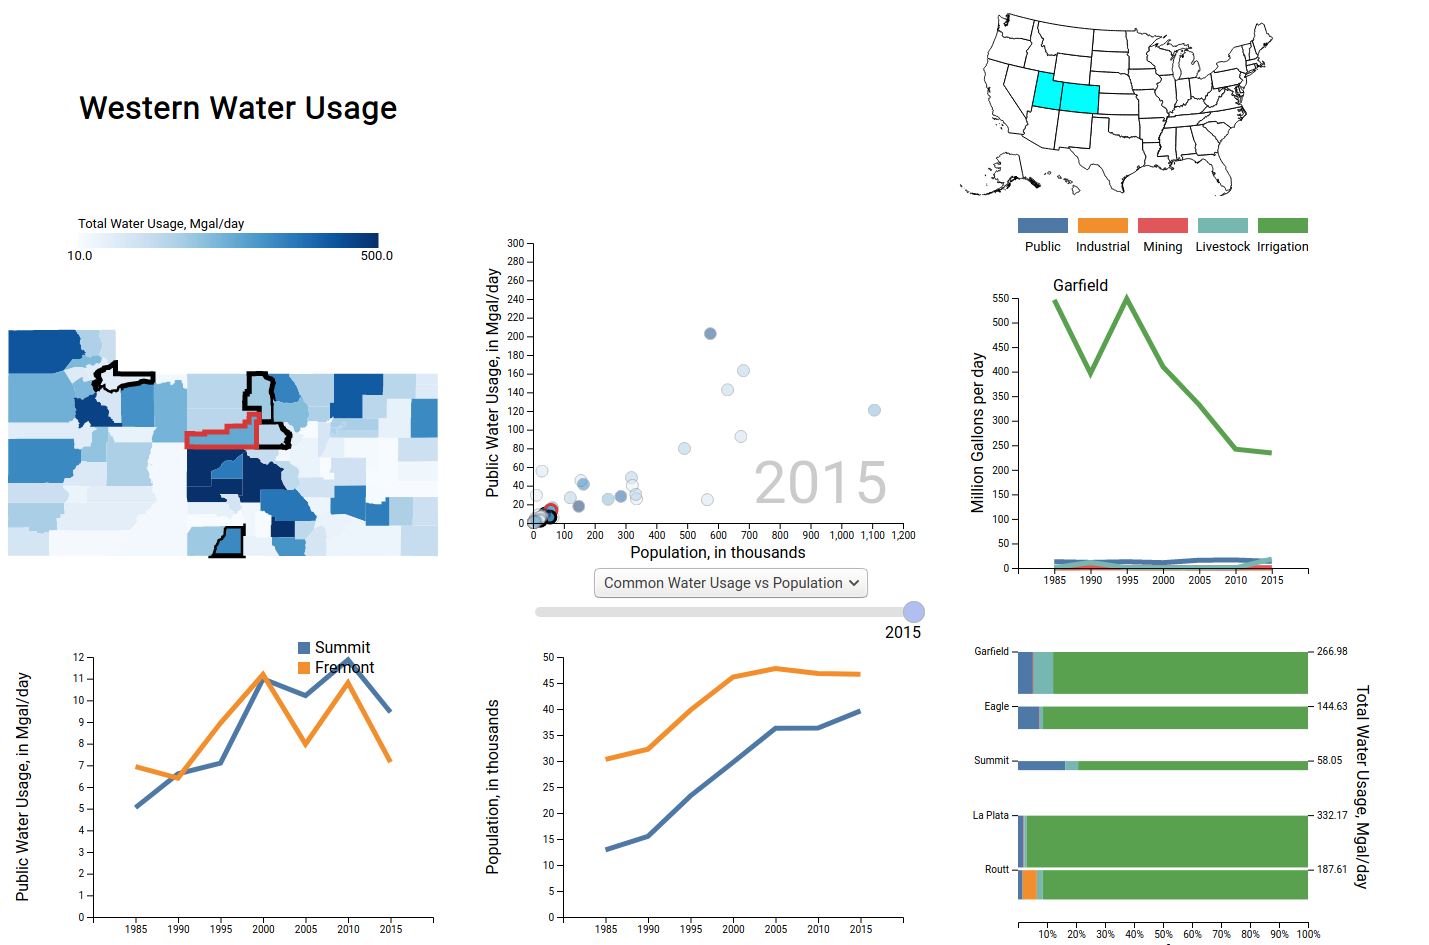 Western Water Usage
Total Water Usage, Mgal/day
10.0 500.0
Public Industrial Mining Livestock Irrigation
Public Water Usage, in Mgal/day
300
280
260
240
220
200
180
160
140
120
100
80
60
40
20
0
2015
0 100 200 300 400 500 600 700 800 900 1,000 1,100 1,200
Population, in thousands
Common Water Usage vs Population
2015
Garfield
Million Gallons per day
550
500
450
400
350
300
250
200
150
100
50
0
1985 1990 1995 2000 2005 2010 2015
Summit
Fremont
Public Water Usage, in Mgal/day
12
11
10
9
8
7
6
5
4
3
2
1
0
1985 1990 1995 2000 2005 2010 2015
Population, in thousands
50
45
40
35
30
25
20
15
10
5
0
1985 1990 1995 2000 2005 2010 2015
Garfield 266.98
Eagle 144.63
Summit 58.05
La Plata 332.17
Routt 187.61
Total Water Usage, Mgal/day
10% 20% 30% 40% 50% 60% 70% 80% 90% 100%